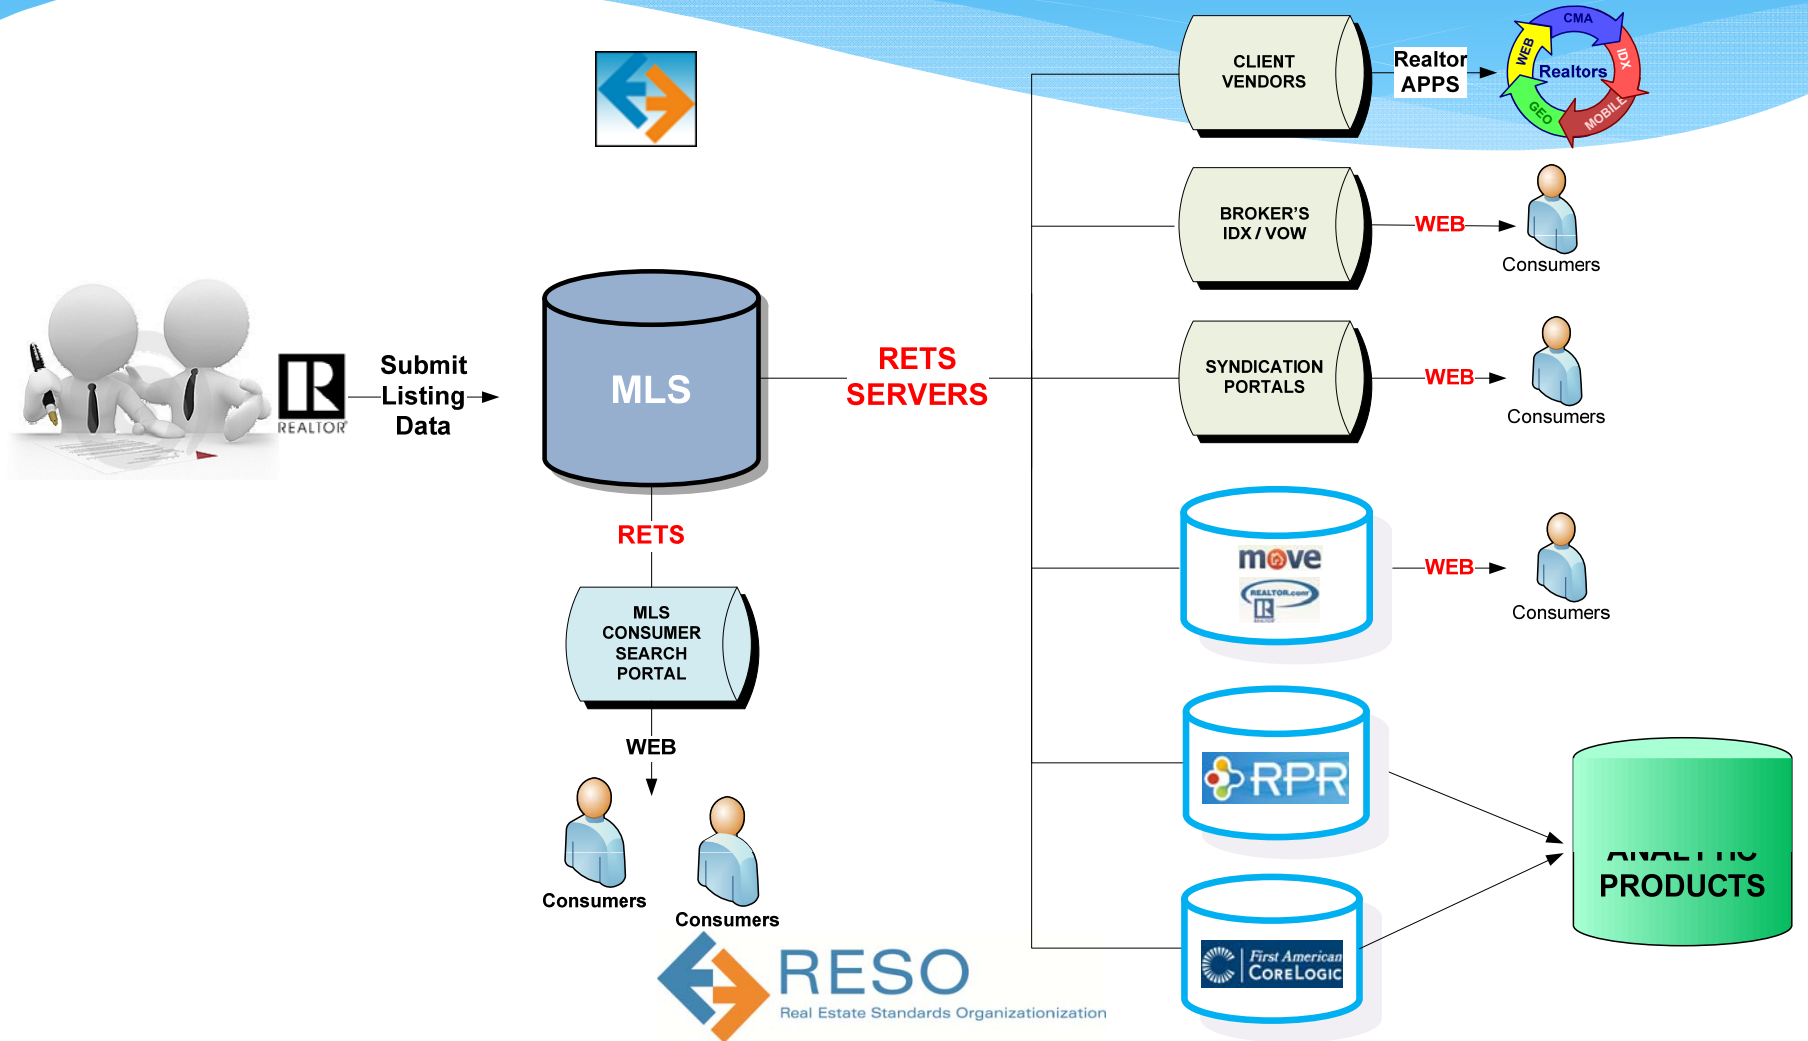 CLIENT
VENDORS
Realtor
APPS
CMA
IDX
MOBILE
GEO
WEB
Realtors
BROKER'S
IDX / VOW
WEB
Consumers
Submit
Listing
Data
REALTOR®
MLS
RETS
SERVERS
SYNDICATION
PORTALS
WEB
Consumers
RETS
move
REALTOR.com
REALTOR
WEB
Consumers
MLS
CONSUMER
SEARCH
PORTAL
WEB
Consumers
Consumers
RPR
ANALYTIC
PRODUCTS
First American
CORELOGIC
RESO
Real Estate Standards Organizationization